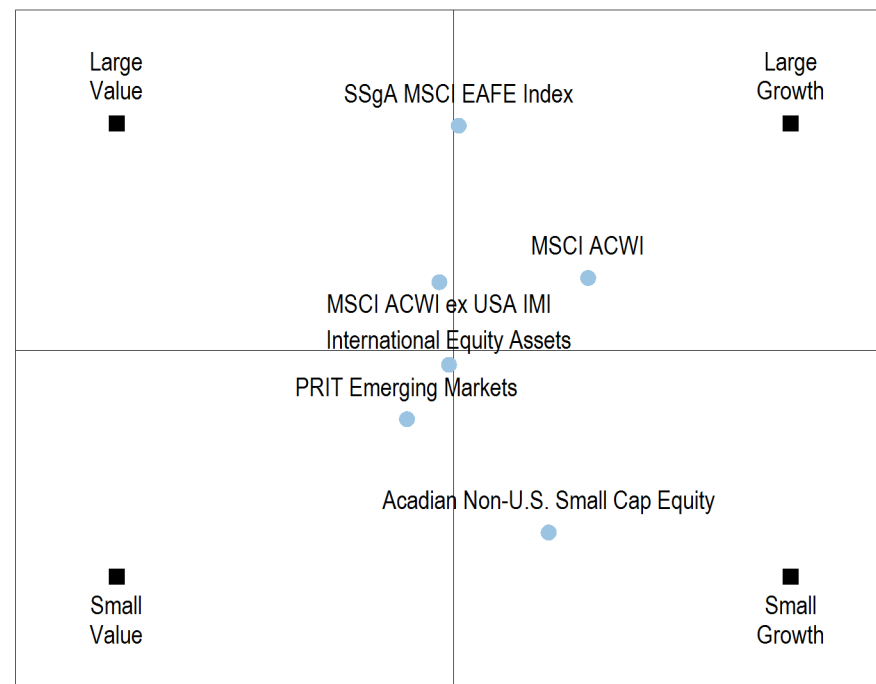 Large
Value
SSgA MSCI EAFE Index
Large
Growth
MSCI ACWI
MSCI ACWI ex USA IMI
International Equity Assets
PRIT Emerging Markets
Acadian Non-U.S. Small Cap Equity
Small
Value
Small
Growth